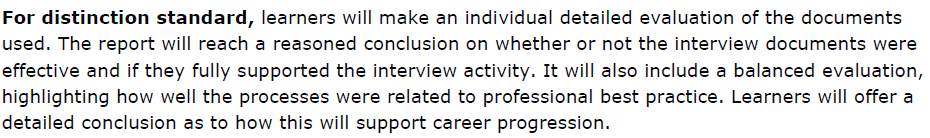 For distinction standard, learners will make an individual detailed evaluation of the documents
used. The report will reach a reasoned conclusion on whether or not the interview documents were
effective and if they fully supported the interview activity. It will also include a balanced evaluation,
highlighting how well the processes were related to professional best practice. Learners will offer a
detailed conclusion as to how this will support career progression.